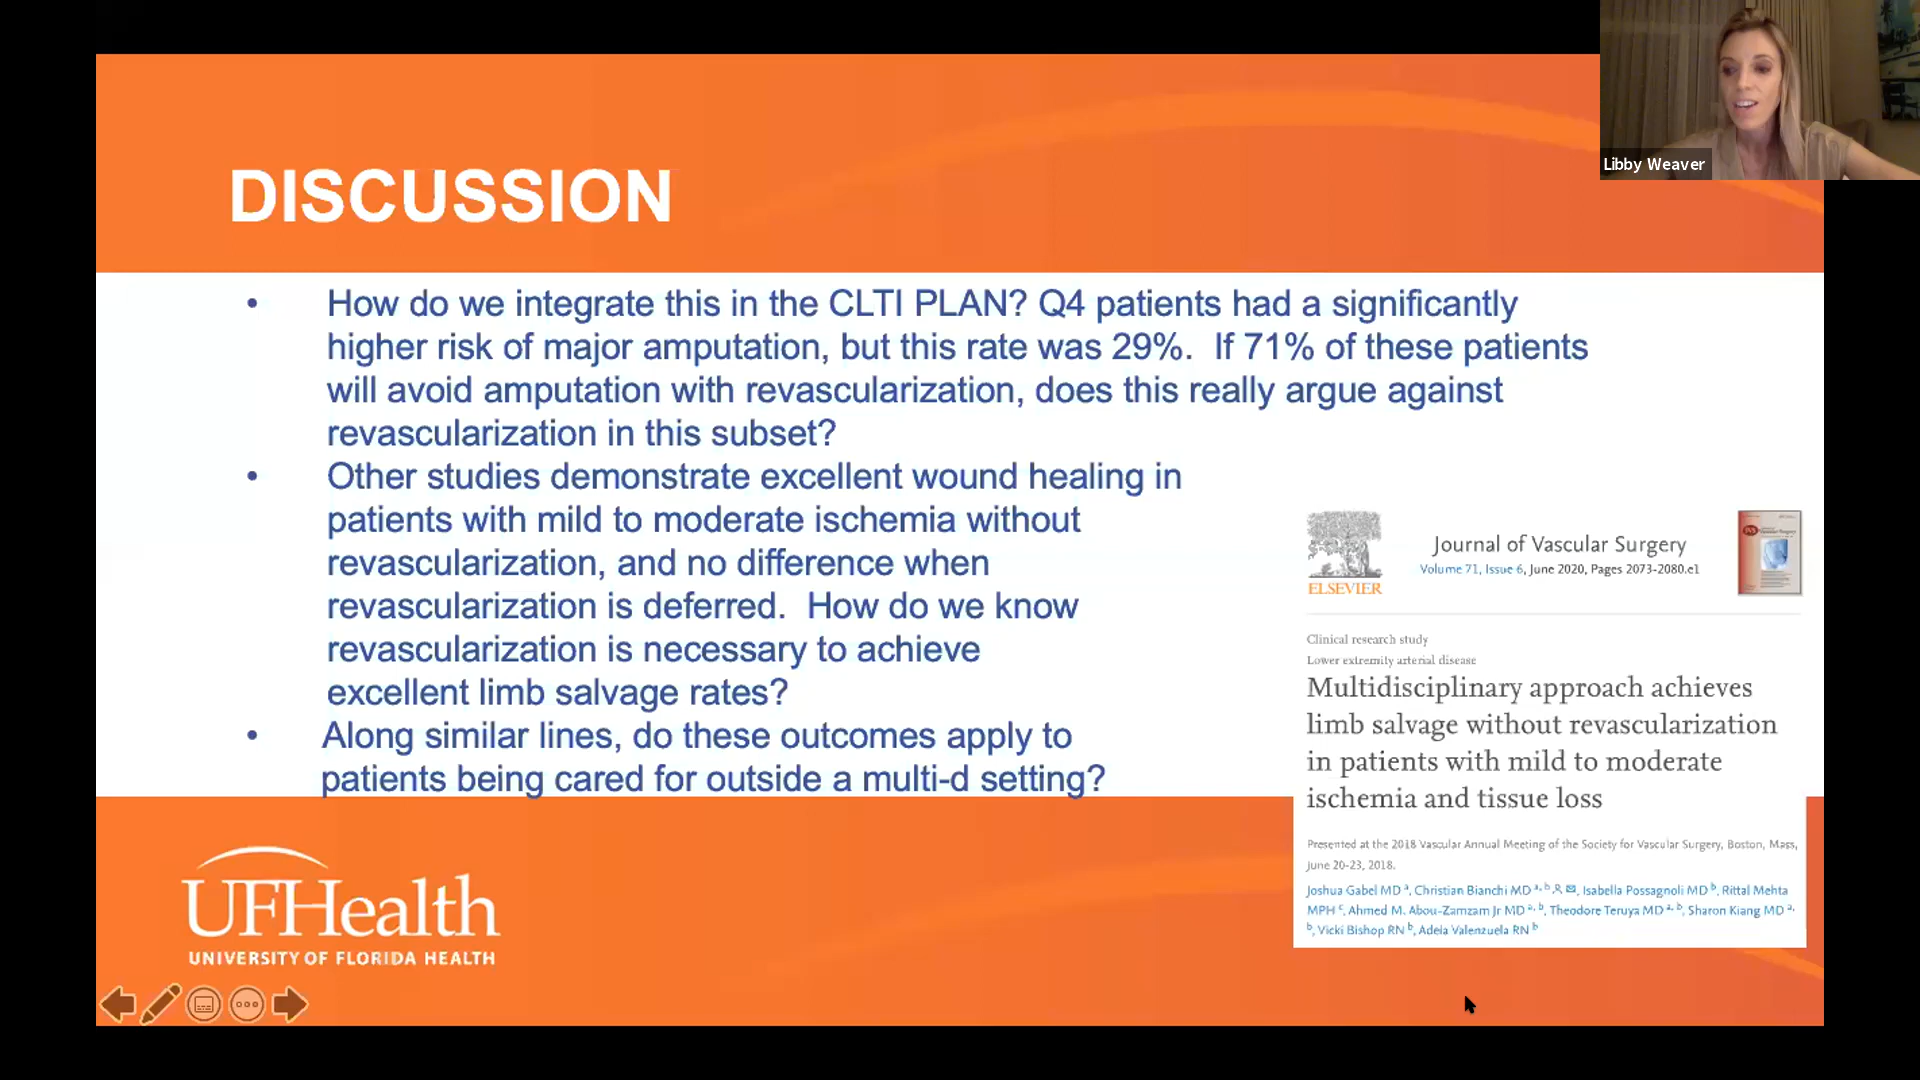 Libby Weaver
DISCUSSION
• How do we integrate this in the CLTI PLAN? Q4 patients had a significantly
higher risk of major amputation, but this rate was 29%. If 71% of these patients
will avoid amputation with revascularization, does this really argue against
revascularization in this subset?
• Other studies demonstrate excellent wound healing in
patients with mild to moderate ischemia without
revascularization, and no difference when
revascularization is deferred. How do we know
revascularization is necessary to achieve
excellent limb salvage rates?
• Along similar lines, do these outcomes apply to
patients being cared for outside a multi-d setting?
ELSEVIER
Journal of Vascular Surgery
Volume 71, Issue 6, June 2020, Pages 2073-2080.e1
Clinical research study
Lower extremity arterial disease
Multidisciplinary approach achieves
limb salvage without revascularization
in patients with mild to moderate
ischemia and tissue loss
Presented at the 2018 Vascular Annual Meeting of the Society for Vascular Surgery, Boston, Mass,
June 20-23, 2018.
Joshua Gabel MD a, Christian Bianchi MD a, b, Isabella Possagnoli MD b, Rittal Mehta
MPH c, Ahmed M. Abou-Zamzam Jr MD a, b, Theodore Teruya MD a, b, Sharon Kiang MD a,
b, Vicki Bishop RN b, Adela Valenzuela RN b
UFHealth
UNIVERSITY OF FLORIDA HEALTH